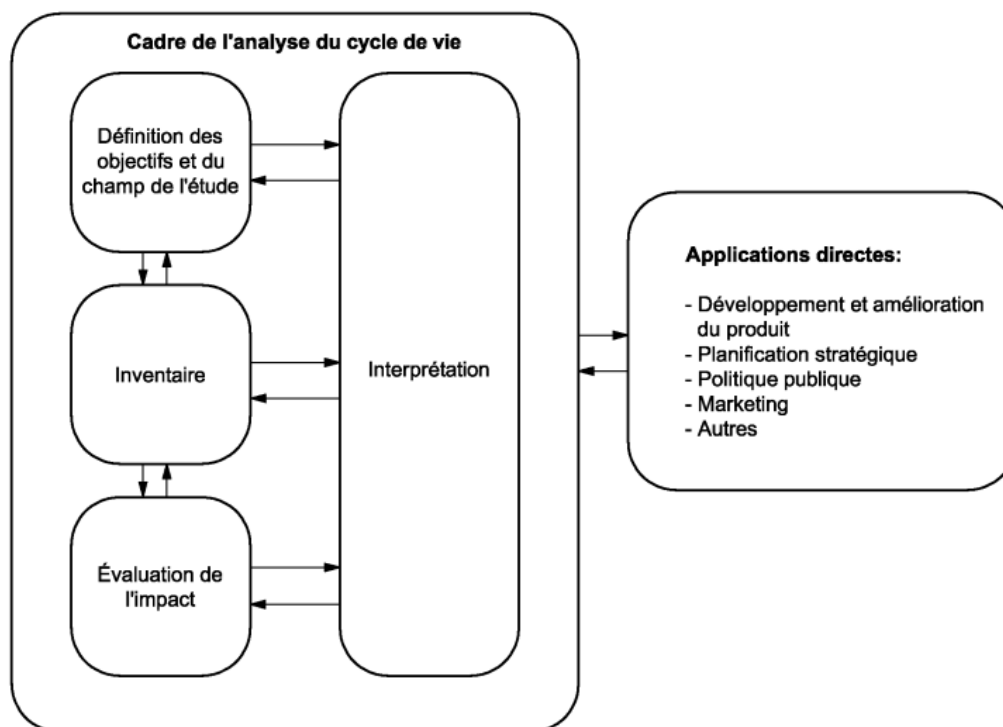 Cadre de l'analyse du cycle de vie
Définition des
objectifs et du
champ de l'étude
Inventaire
Évaluation de
l'impact
Interprétation
Applications directes:
- Développement et amélioration
du produit
- Planification stratégique
- Politique publique
- Marketing
- Autres